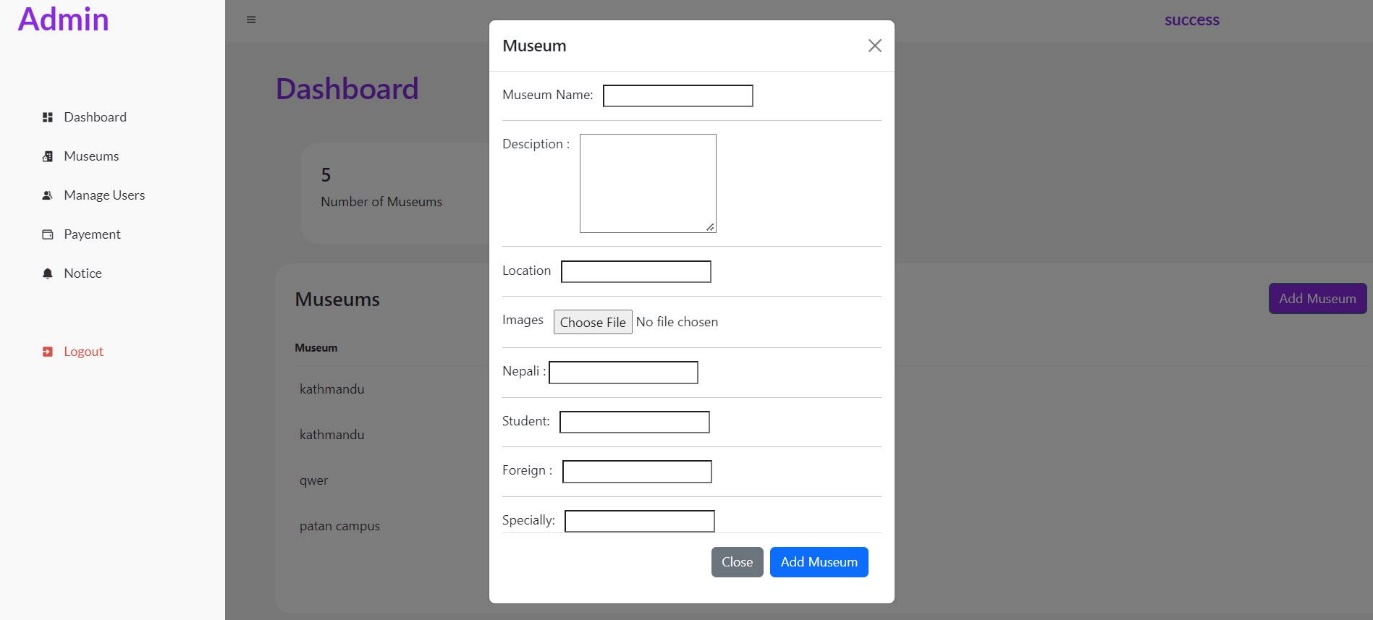 Admin
Dashboard
Museums
Manage Users
Payement
Notice
Logout
success
Dashboard
5
Number of Museums
Museums
Add Museum
Museum
kathmandu
kathmandu
qwer
patan campus
Museum
Museum Name:
Desciption :
Location
Images Choose File No file chosen
Nepali :
Student:
Foreign :
Specially:
Close Add Museum